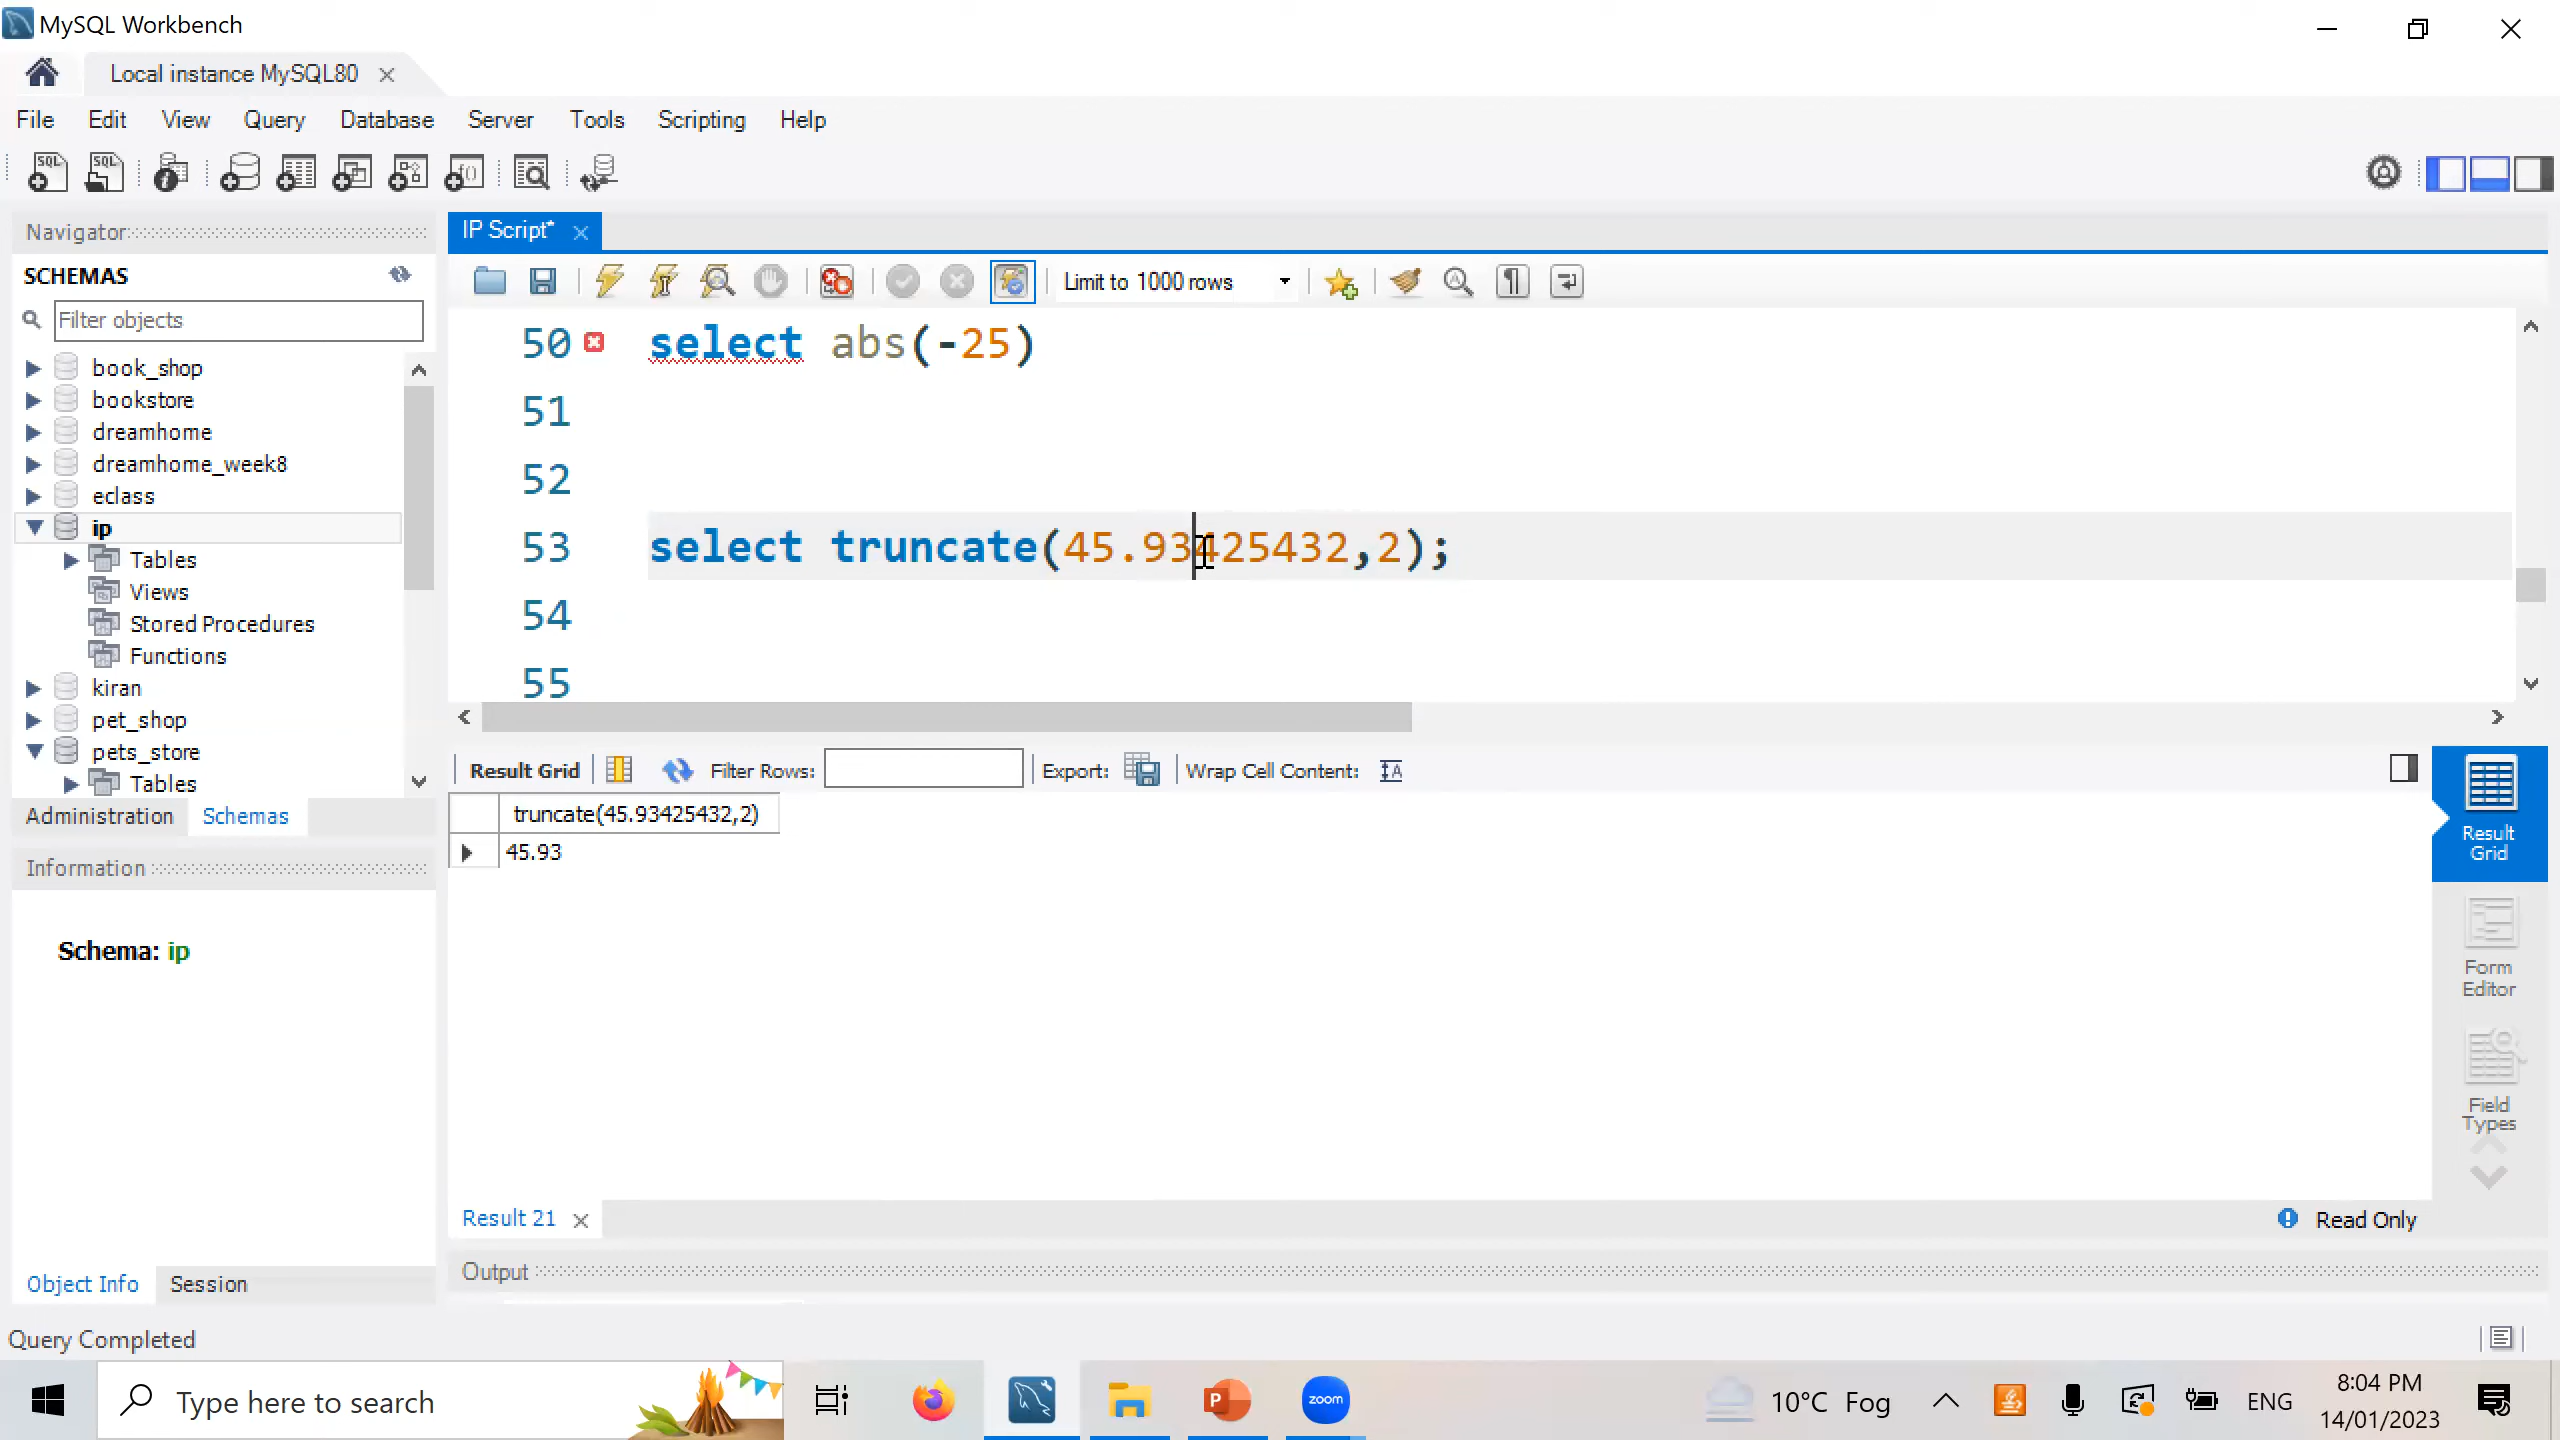 MySQL Workbench
Local instance MySQL80
File Edit View Query Database Server Tools Scripting Help
Navigator
IP Script*
SCHEMAS
Filter objects
Limit to 1000 rows
book_shop
bookstore
dreamhome
dreamhome_week8
eclass
ip
Tables
Views
Stored Procedures
Functions
kiran
pet_shop
pets_store
Tables
Administration Schemas
50 select abs(-25)
51
52
53 select truncate(45.93425432,2);
54
55
Result Grid Filter Rows: Export: Wrap Cell Content:
truncate(45.93425432,2)
45.93
Result Grid
Form Editor
Field Types
Information
Schema: ip
Result 21
Read Only
Object Info Session
Output
Query Completed
Type here to search
zoom
10°C Fog
ENG
8:04 PM
14/01/2023